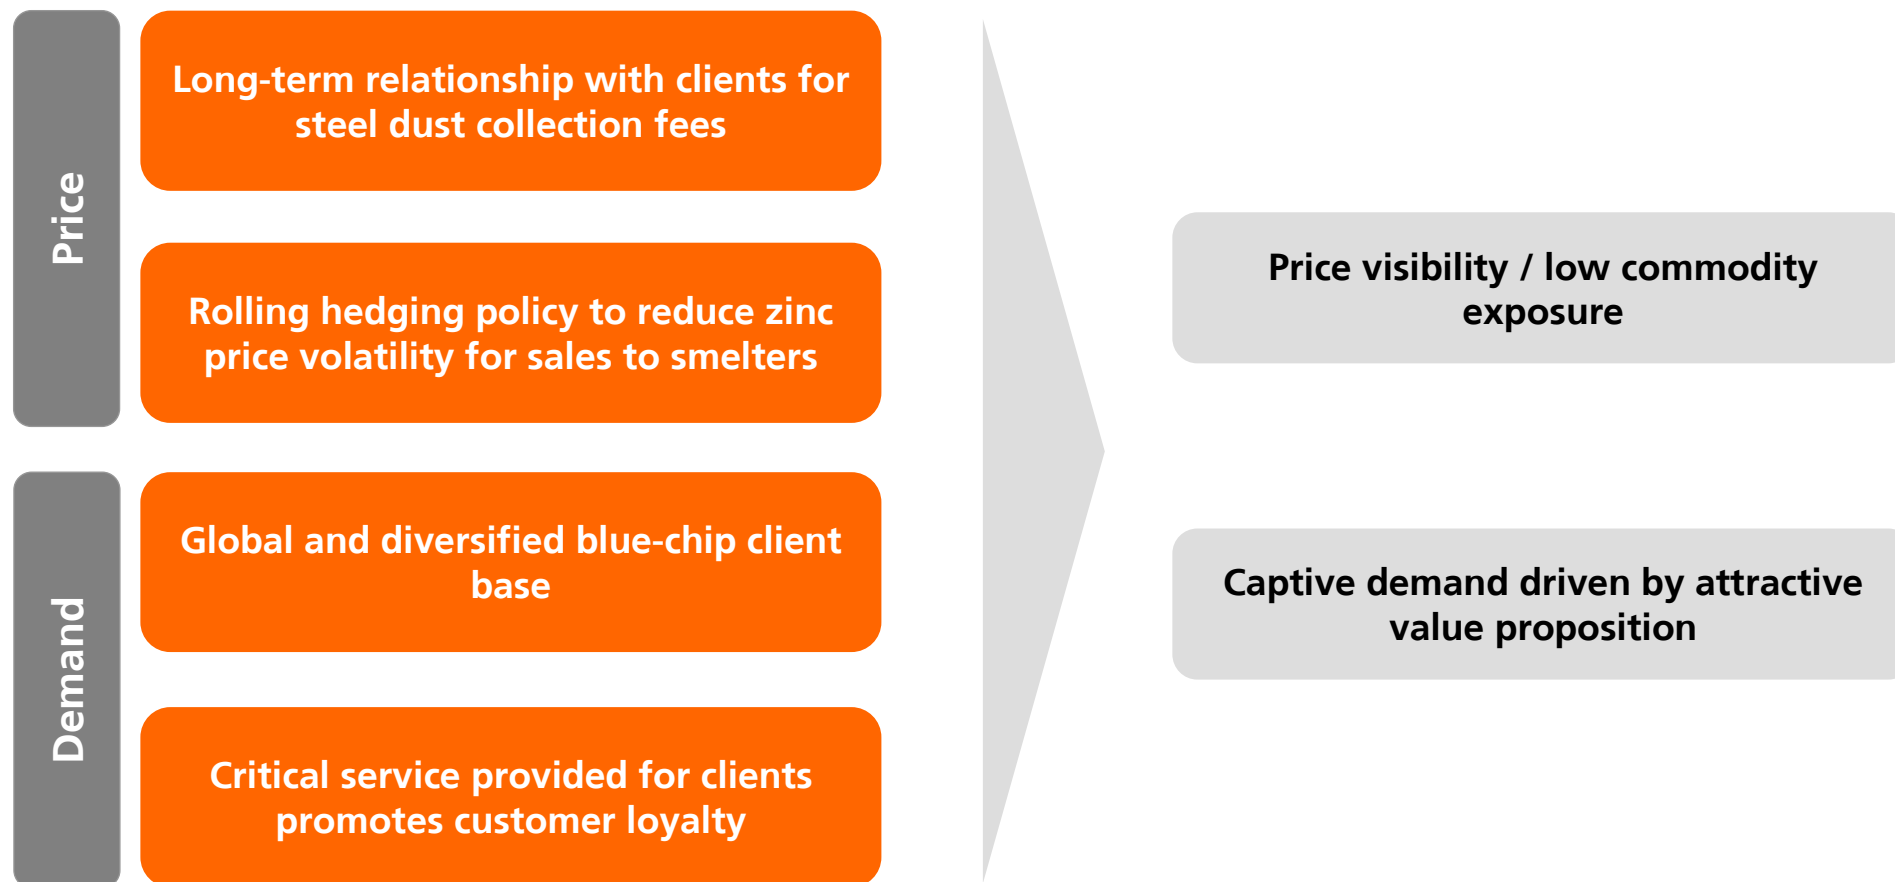 Price
Long-term relationship with clients for
steel dust collection fees
Rolling hedging policy to reduce zinc
price volatility for sales to smelters
Demand
Global and diversified blue-chip client
base
Critical service provided for clients
promotes customer loyalty
Price visibility / low commodity
exposure
Captive demand driven by attractive
value proposition